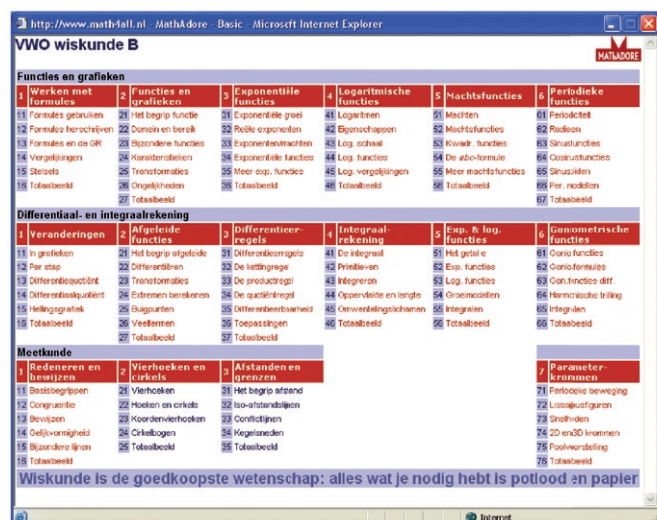 http://www.math4all.nl - MathAdore - Basic - Microsoft Internet Explorer
VWO wiskunde B
MATHADORE
Functies en grafieken
1 Werken met formules
11 Formules gebruiken
12 Formules herschrijven
13 Formules en de GR
14 Vergelijkingen
15 Stelsels
16 Totaalbeeld
2 Functies en grafieken
21 Het begrip functie
22 Domein en bereik
23 Bijzondere functies
24 Karakteristieken
25 Transformaties
26 Ongelijkheden
27 Totaalbeeld
3 Exponentiële functies
31 Exponentiële groei
32 Reële exponenten
33 Exponenten/machten
34 Exponentiële functies
35 Meer exp. functies
36 Totaalbeeld
4 Logaritmische functies
41 Logaritmen
42 Eigenschappen
43 Log. schaal
44 Log. functies
45 Log. vergelijkingen
46 Totaalbeeld
5 Machtsfuncties
51 Machten
52 Machtsfuncties
53 Kwadr. functies
54 De abc-formule
55 Meer machtsfuncties
56 Totaalbeeld
6 Periodieke functies
61 Periodiciteit
62 Radialen
63 Sinusfuncties
64 Cosinusfuncties
65 Sinusoiden
66 Per. modellen
67 Totaalbeeld
Differentiaal- en integraalrekening
1 Veranderingen
11 In grafieken
12 Per stap
13 Differentiequotiënt
14 Differentiaalquotiënt
15 Hellingsgrafiek
16 Totaalbeeld
2 Afgeleide functies
21 Het begrip afgeleide
22 Differentiëren
23 Transformaties
24 Extremen berekenen
25 Buigpunten
26 Veeltermen
27 Totaalbeeld
3 Differentieer-regels
31 Differentieerregels
32 De kettingregel
33 De productregel
34 De quotiëntregel
35 Differentieerbaarheid
36 Toepassingen
37 Totaalbeeld
4 Integraal-rekening
41 De integraal
42 Primitieven
43 Integreren
44 Oppervlakte en lengte
45 Omwentelingslichamen
46 Totaalbeeld
5 Exp. & log. functies
51 Het getal e
52 Exp. functies
53 Log. functies
54 Groeimodellen
55 Integralen
56 Totaalbeeld
6 Goniometrische functies
61 Gonio functies
62 Gonio-formules
63 Gon.functies diff.
64 Harmonische trilling
65 Integralen
66 Totaalbeeld
Meetkunde
1 Redeneren en bewijzen
11 Basisbegrippen
12 Congruentie
13 Bewijzen
14 Gelijkvormigheid
15 Bijzondere lijnen
16 Totaalbeeld
2 Vierhoeken en cirkels
21 Vierhoeken
22 Hoeken en cirkels
23 Koordenvierhoeken
24 Cirkelbogen
25 Totaalbeeld
3 Afstanden en grenzen
31 Het begrip afstand
32 Iso-afstandslijnen
33 Conflictlijnen
34 Kegelsneden
35 Totaalbeeld
7 Parameter-krommen
71 Periodieke beweging
72 Lissajousfiguren
73 Snelheden
74 2D en 3D krommen
75 Poolvoorstelling
76 Totaalbeeld
Wiskunde is de goedkoopste wetenschap: alles wat je nodig hebt is potlood en papier
Internet